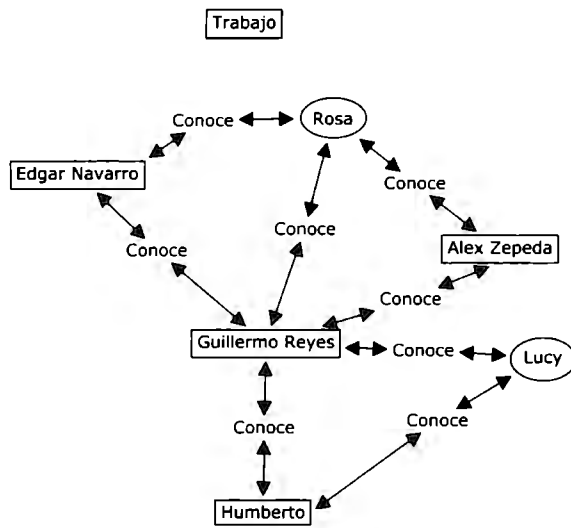 Trabajo
Conoce
Rosa
Edgar Navarro
Conoce
Conoce
Conoce
Alex Zepeda
Conoce
Guillermo Reyes
Conoce
Lucy
Conoce
Conoce
Humberto